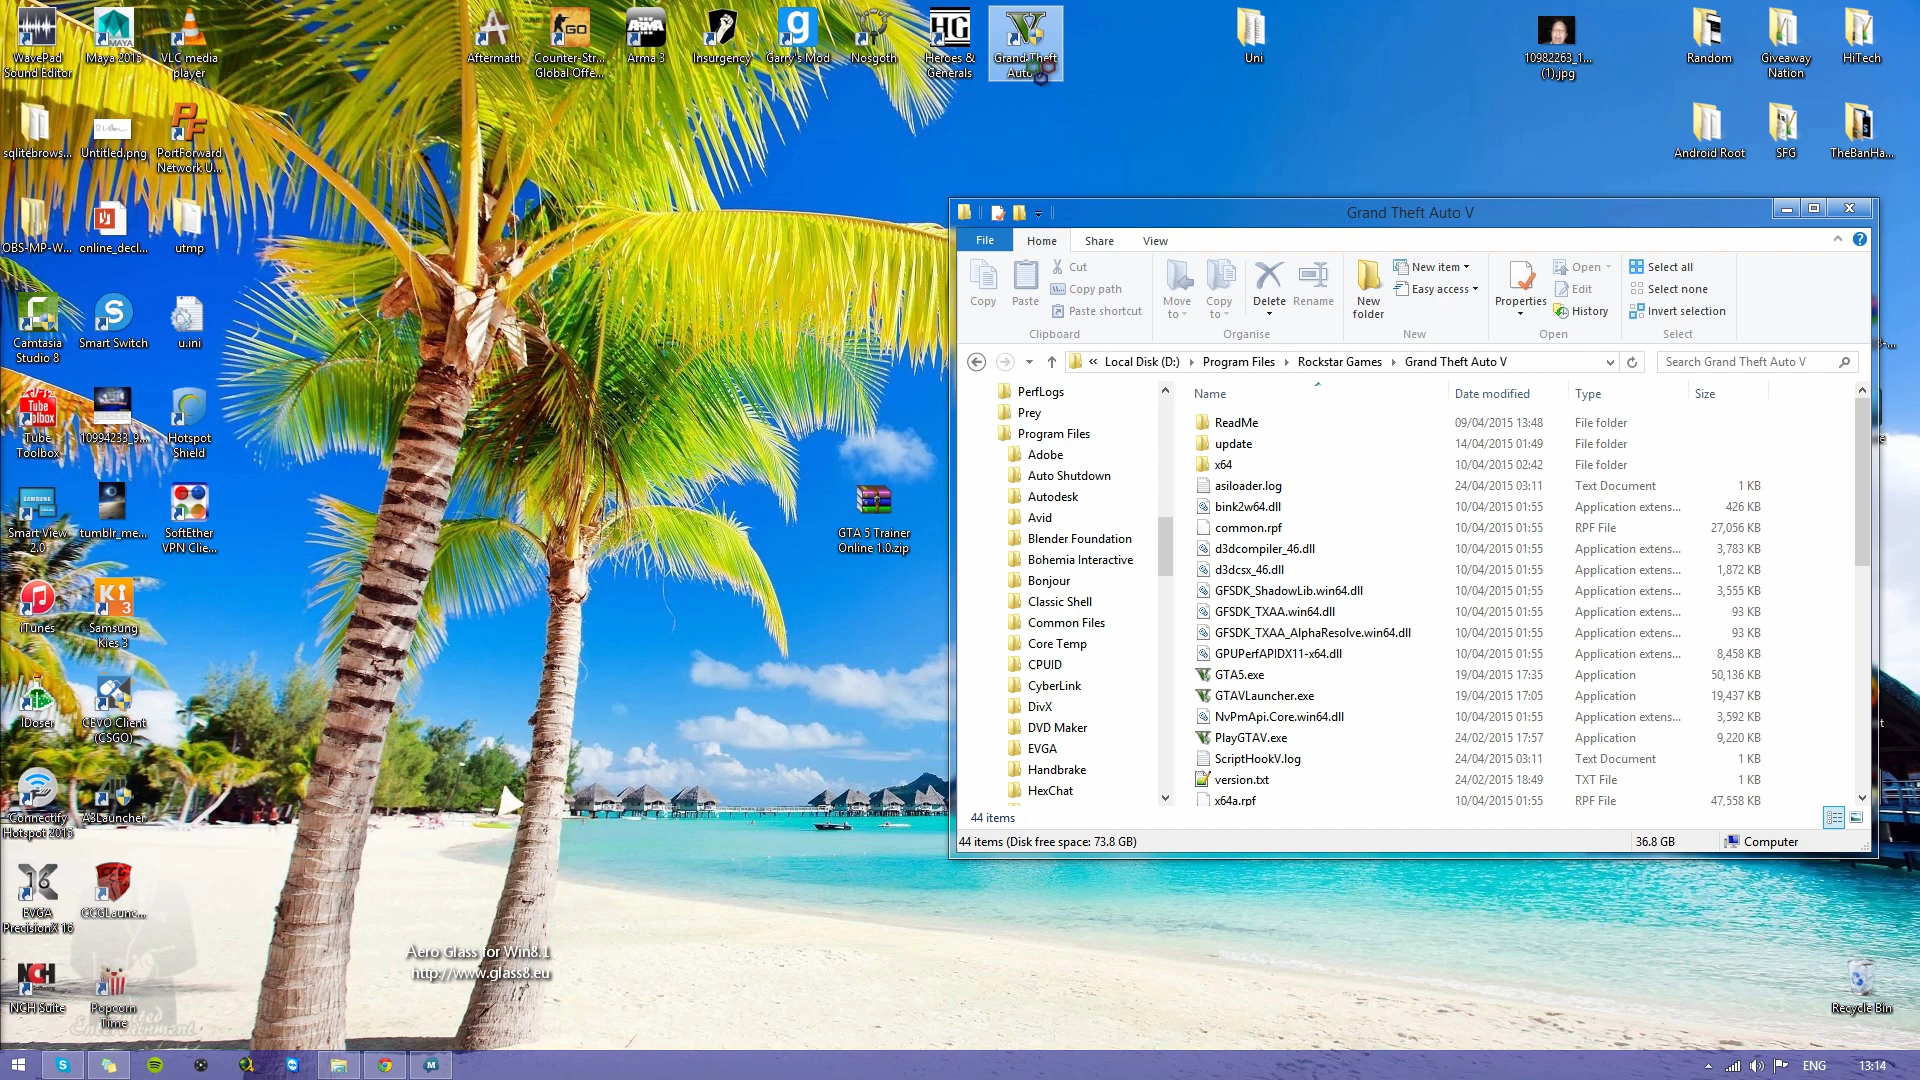 WavePad
Sound Editor
Maya 2013
VLC media
player
Aftermath
Counter-Str...
Global Offe...
Arma 3
Insurgency
Garry's Mod
Nosgoth
Heroes &
Generals
Grand Theft
Auto V
Uni
10982263_1...
(1).jpg
Random
Giveaway
Nation
HiTech
sqlitebrows...
Untitled.png
PortForward
Network U...
Android Root
SFG
TheBanHa...
OBS-MP-W...
online_decl...
utmp
Camtasia
Studio 8
Smart Switch
u.ini
Tube
Toolbox
10994233_9...
Hotspot
Shield
Smart View
2.0
tumblr_me...
SoftEther
VPN Clie...
GTA 5 Trainer
Online 1.0.zip
iTunes
Samsung
Kies 3
IDoser
CEVO Client
(CSGO)
Connectify
Hotspot 2015
A3Launcher
EVGA
PrecisionX 16
CCGLaunc...
NCH Suite
Popcorn
Time
Aero Glass for Win8.1
http://www.glass8.eu
Recycle Bin
Grand Theft Auto V
File
Home
Share
View
Copy
Paste
Cut
Copy path
Paste shortcut
Clipboard
Move
to
Copy
to
Delete
Rename
Organise
New
folder
New item
Easy access
New
Properties
Open
Edit
History
Open
Select all
Select none
Invert selection
Select
« Local Disk (D:) Program Files Rockstar Games Grand Theft Auto V
Search Grand Theft Auto V
PerfLogs
Prey
Program Files
Adobe
Auto Shutdown
Autodesk
Avid
Blender Foundation
Bohemia Interactive
Bonjour
Classic Shell
Common Files
Core Temp
CPUID
CyberLink
DivX
DVD Maker
EVGA
Handbrake
HexChat
Name Date modified Type Size
ReadMe 09/04/2015 13:48 File folder
update 14/04/2015 01:49 File folder
x64 10/04/2015 02:42 File folder
asiloader.log 24/04/2015 03:11 Text Document 1 KB
bink2w64.dll 10/04/2015 01:55 Application extens... 426 KB
common.rpf 10/04/2015 01:55 RPF File 27,056 KB
d3dcompiler_46.dll 10/04/2015 01:55 Application extens... 3,783 KB
d3dcsx_46.dll 10/04/2015 01:55 Application extens... 1,872 KB
GFSDK_ShadowLib.win64.dll 10/04/2015 01:55 Application extens... 3,555 KB
GFSDK_TXAA.win64.dll 10/04/2015 01:55 Application extens... 93 KB
GFSDK_TXAA_AlphaResolve.win64.dll 10/04/2015 01:55 Application extens... 93 KB
GPUPerfAPIDX11-x64.dll 10/04/2015 01:55 Application extens... 8,458 KB
GTA5.exe 19/04/2015 17:35 Application 50,136 KB
GTAVLauncher.exe 19/04/2015 17:05 Application 19,437 KB
NvPmApi.Core.win64.dll 10/04/2015 01:55 Application extens... 3,592 KB
PlayGTAV.exe 24/02/2015 17:57 Application 9,220 KB
ScriptHookV.log 24/04/2015 03:11 Text Document 1 KB
version.txt 24/02/2015 18:49 TXT File 1 KB
x64a.rpf 10/04/2015 01:55 RPF File 47,558 KB
44 items
44 items (Disk free space: 73.8 GB)
36.8 GB
Computer
ENG
13:14